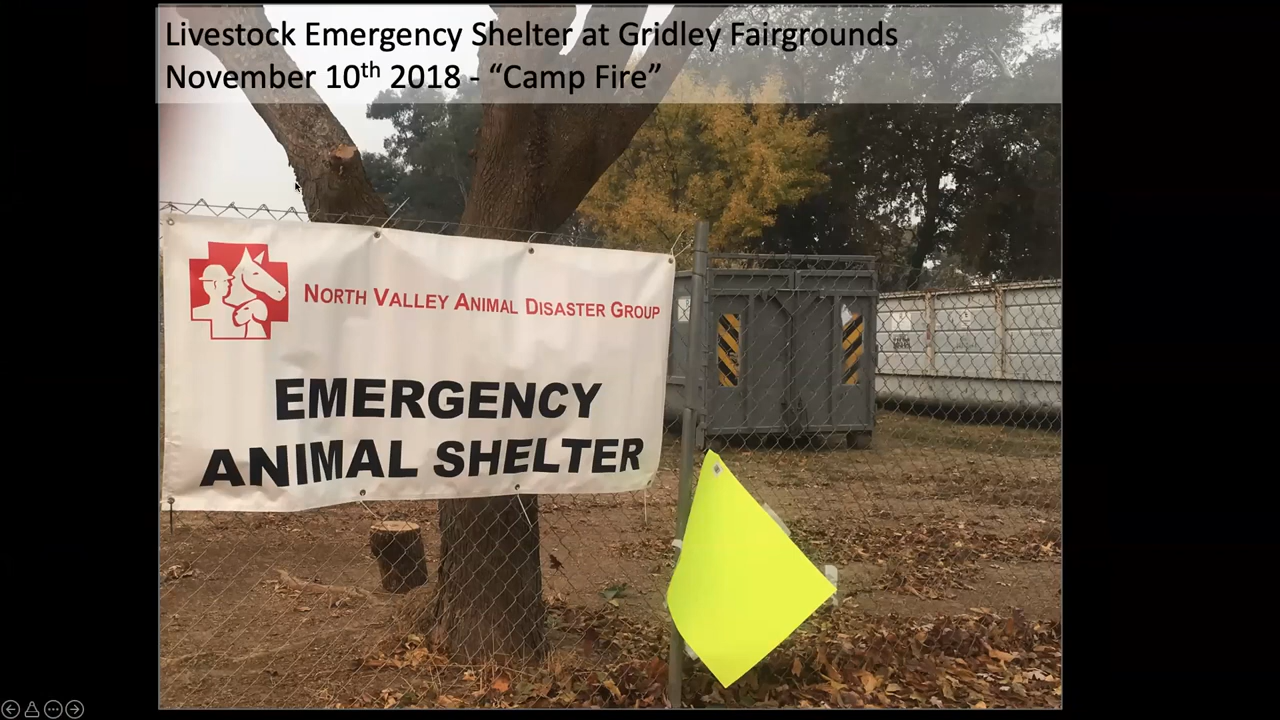 Livestock Emergency Shelter at Gridley Fairgrounds
November 10th 2018 - “Camp Fire”
NORTH VALLEY ANIMAL DISASTER GROUP
EMERGENCY
ANIMAL SHELTER